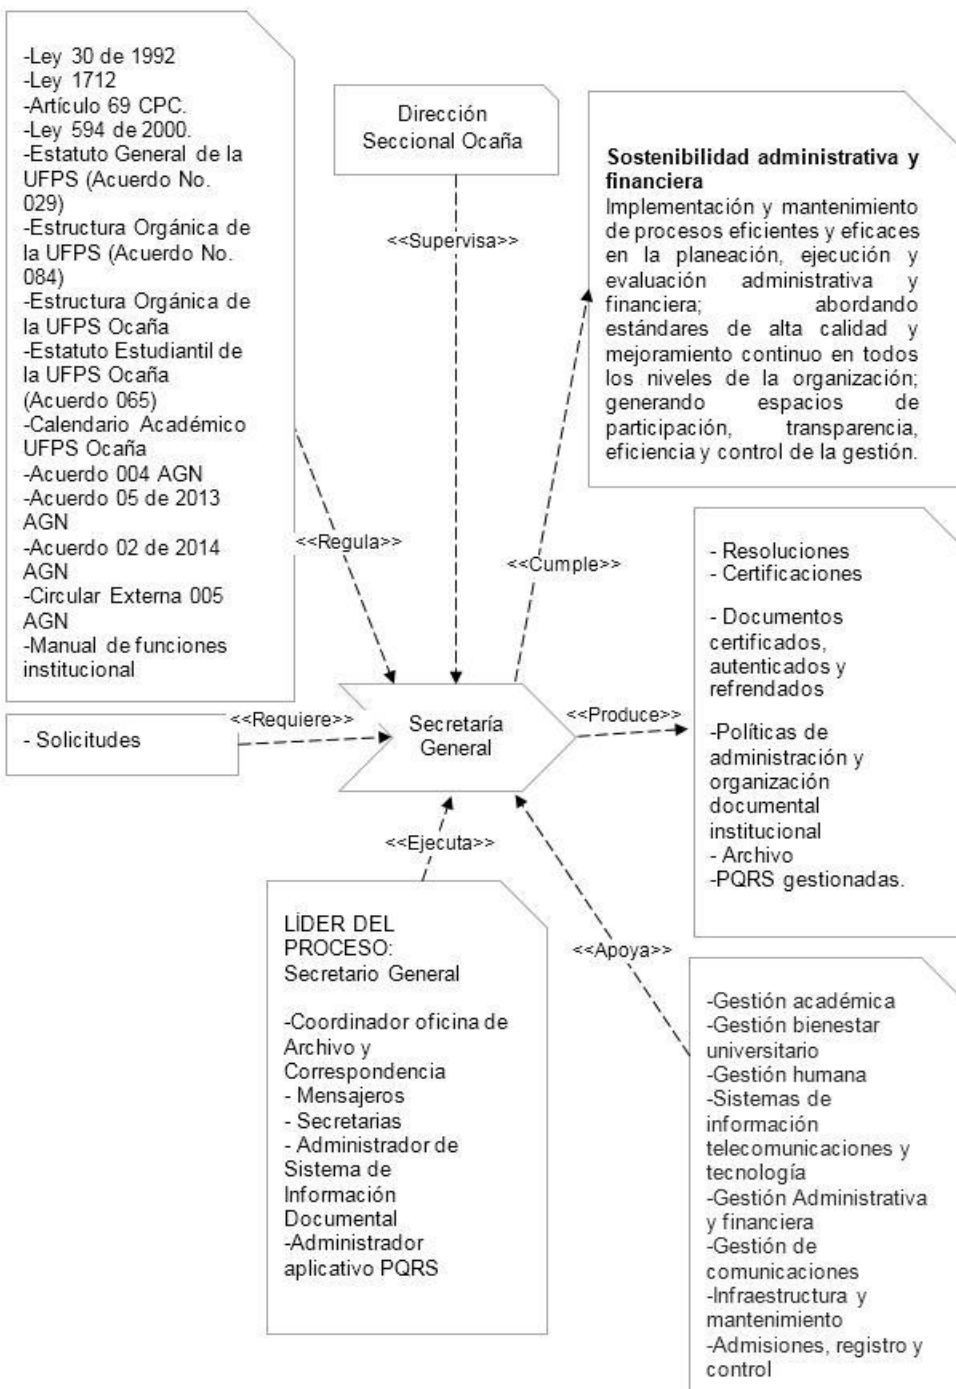 -Ley 30 de 1992
-Ley 1712
-Artículo 69 CPC.
-Ley 594 de 2000.
-Estatuto General de la
UFPS (Acuerdo No.
029)
-Estructura Orgánica de
la UFPS (Acuerdo No.
084)
-Estructura Orgánica de
la UFPS Ocaña
-Estatuto Estudiantil de
la UFPS Ocaña
(Acuerdo 065)
-Calendario Académico
UFPS Ocaña
-Acuerdo 004 AGN
-Acuerdo 05 de 2013
AGN
-Acuerdo 02 de 2014
AGN
-Circular Externa 005
AGN
-Manual de funciones
institucional
Dirección
Seccional Ocaña
<<Supervisa>>
Sostenibilidad administrativa y
financiera
Implementación y mantenimiento
de procesos eficientes y eficaces
en la planeación, ejecución y
evaluación administrativa y
financiera; abordando
estándares de alta calidad y
mejoramiento continuo en todos
los niveles de la organización;
generando espacios de
participación, transparencia,
eficiencia y control de la gestión.
<<Regula>>
<<Cumple>>
- Solicitudes
<<Requiere>>
Secretaría
General
<<Produce>>
- Resoluciones
- Certificaciones
- Documentos
certificados,
autenticados y
refrendados
-Políticas de
administración y
organización
documental
institucional
- Archivo
-PQRS gestionadas.
<<Ejecuta>>
LÍDER DEL
PROCESO:
Secretario General
-Coordinador oficina de
Archivo y
Correspondencia
- Mensajeros
- Secretarias
- Administrador de
Sistema de
Información
Documental
-Administrador
aplicativo PQRS
<<Apoya>>
-Gestión académica
-Gestión bienestar
universitario
-Gestión humana
-Sistemas de
información
telecomunicaciones y
tecnología
-Gestión Administrativa
y financiera
-Gestión de
comunicaciones
-Infraestructura y
mantenimiento
-Admisiones, registro y
control